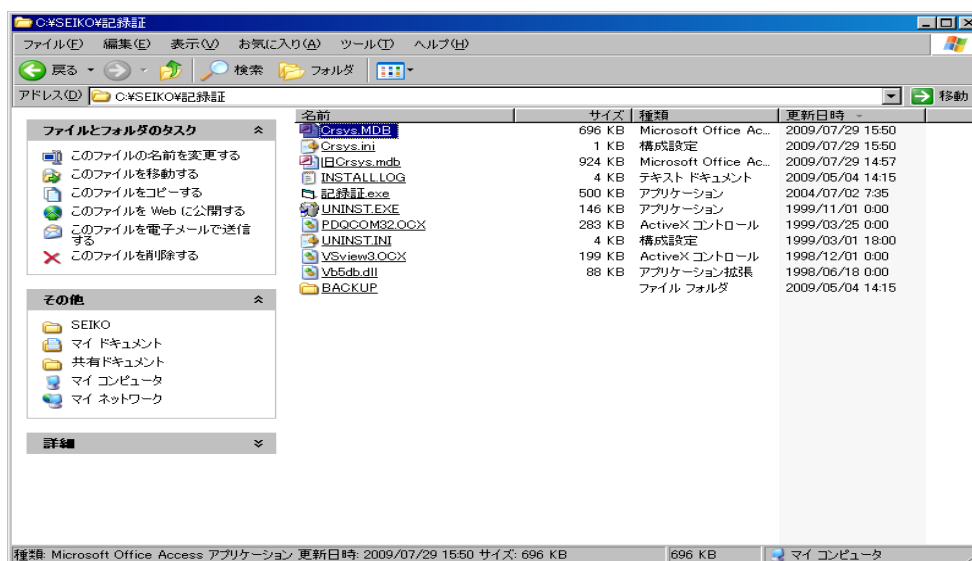 C:¥SEIKO¥記録証
ファイル(F) 編集(E) 表示(V) お気に入り(A) ツール(T) ヘルプ(H)
戻る 検索 フォルダ
アドレス(D) C:¥SEIKO¥記録証 移動
ファイルとフォルダのタスク
このファイルの名前を変更する
このファイルを移動する
このファイルをコピーする
このファイルを Web に公開する
このファイルを電子メールで送信
する
このファイルを削除する
その他
SEIKO
マイ ドキュメント
共有ドキュメント
マイ コンピュータ
マイ ネットワーク
詳細
名前 サイズ 種類 更新日時
Crsys.MDB 696 KB Microsoft Office Ac... 2009/07/29 15:50
Crsys.ini 1 KB 構成設定 2009/07/29 15:50
旧Crsys.mdb 924 KB Microsoft Office Ac... 2009/07/29 14:57
INSTALL.LOG 4 KB テキスト ドキュメント 2009/05/04 14:15
記録証.exe 500 KB アプリケーション 2004/07/02 7:35
UNINST.EXE 146 KB アプリケーション 1999/11/01 0:00
PDQCOM32.OCX 283 KB ActiveX コントロール 1999/03/25 0:00
UNINST.INI 4 KB 構成設定 1999/03/01 18:00
VSview3.OCX 199 KB ActiveX コントロール 1998/12/01 0:00
Vb5db.dll 88 KB アプリケーション拡張 1998/06/18 0:00
BACKUP ファイル フォルダ 2009/05/04 14:15
種類: Microsoft Office Access アプリケーション 更新日時: 2009/07/29 15:50 サイズ: 696 KB 696 KB マイ コンピュータ